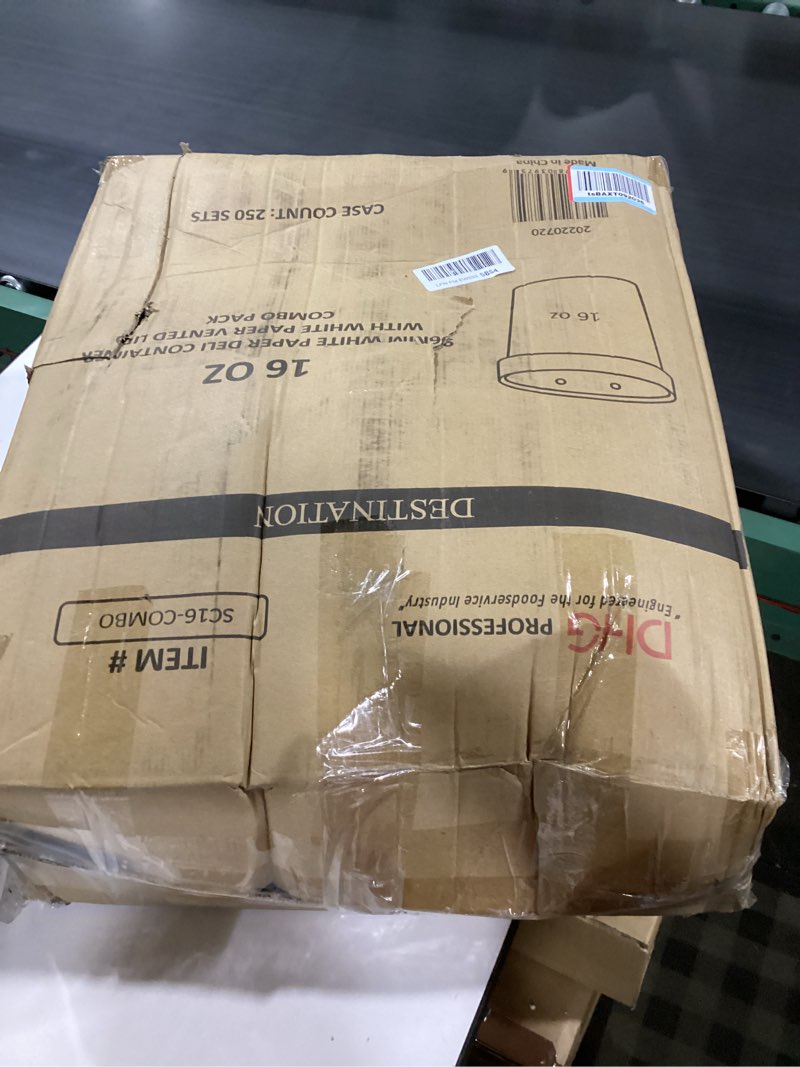 DHG PROFESSIONAL
"Engineered for the Foodservice Industry"
ITEM #
SC16-COMBO
DESTINATION
16 OZ
96MM WHITE PAPER DELI CONTAINER
WITH WHITE PAPER VENTED LID
COMBO PACK
16 OZ
CASE COUNT: 250 SETS
20220720
Made in China
5894